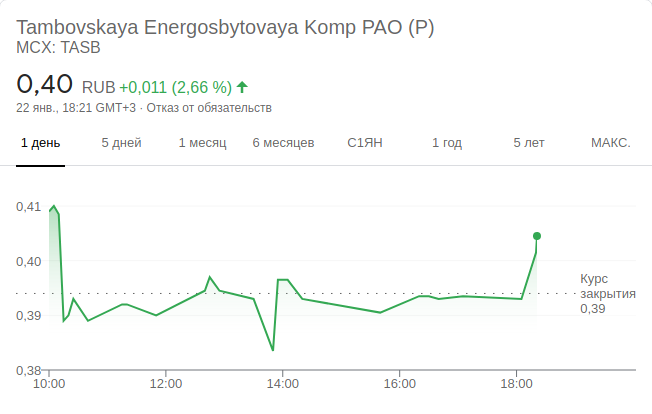 Tambovskaya Energosbytovaya Komp PAO (P)
MCX: TASB
0,40 RUB +0,011 (2,66 %)
22 янв., 18:21 GMT+3 · Отказ от обязательств
1 день 5 дней 1 месяц 6 месяцев С1ЯН 1 год 5 лет МАКС.
0,41
0,40
Курс
закрытия
0,39
0,39
0,38
10:00 12:00 14:00 16:00 18:00